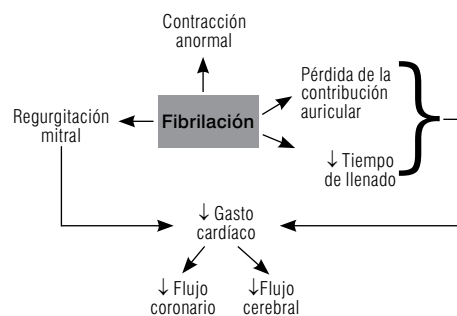 Contracción
anormal
Pérdida de la
contribución
auricular
Regurgitación
mitral
Fibrilación
↓ Tiempo
de llenado
↓ Gasto
cardíaco
↓ Flujo
coronario
↓Flujo
cerebral